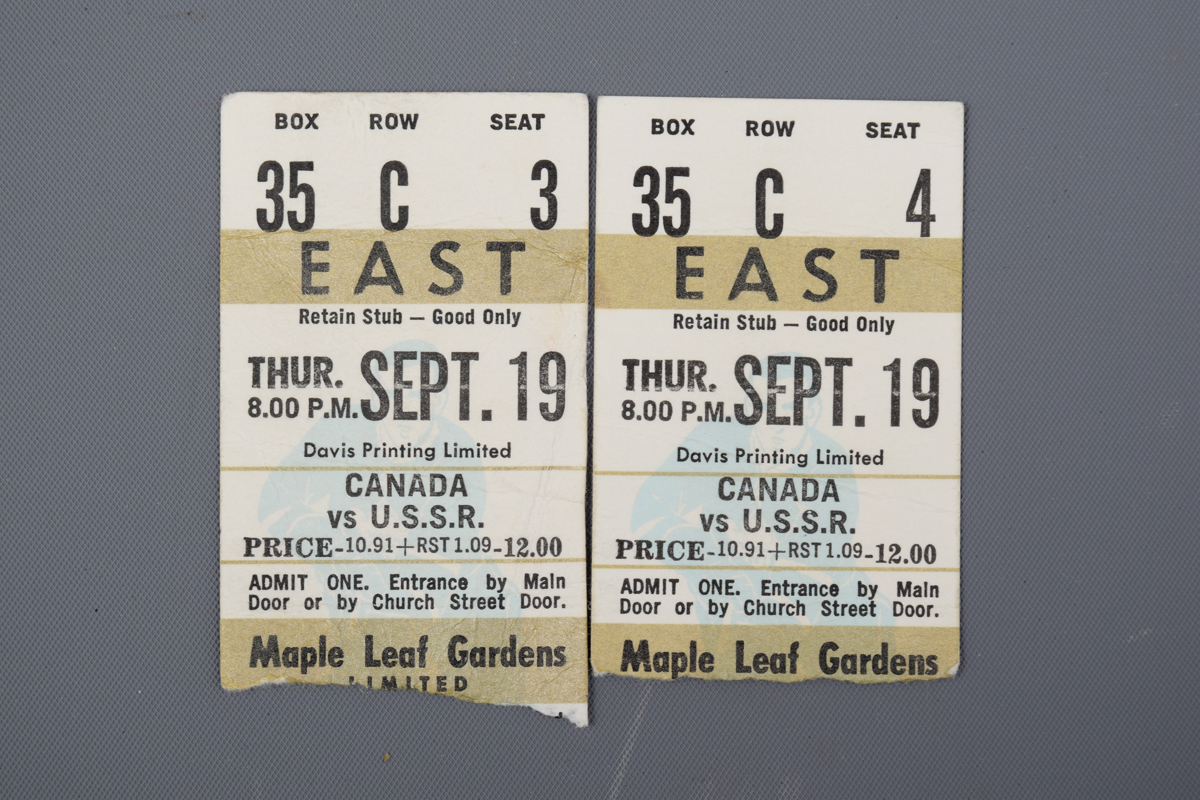 BOX ROW SEAT
35 C 3
EAST
Retain Stub — Good Only
THUR. SEPT. 19
8.00 P.M.
Davis Printing Limited
CANADA
vs U.S.S.R.
PRICE-10.91+RST 1.09-12.00
ADMIT ONE. Entrance by Main
Door or by Church Street Door.
Maple Leaf Gardens
LIMITED
BOX ROW SEAT
35 C 4
EAST
Retain Stub — Good Only
THUR. SEPT. 19
8.00 P.M.
Davis Printing Limited
CANADA
vs U.S.S.R.
PRICE-10.91+RST 1.09-12.00
ADMIT ONE. Entrance by Main
Door or by Church Street Door.
Maple Leaf Gardens